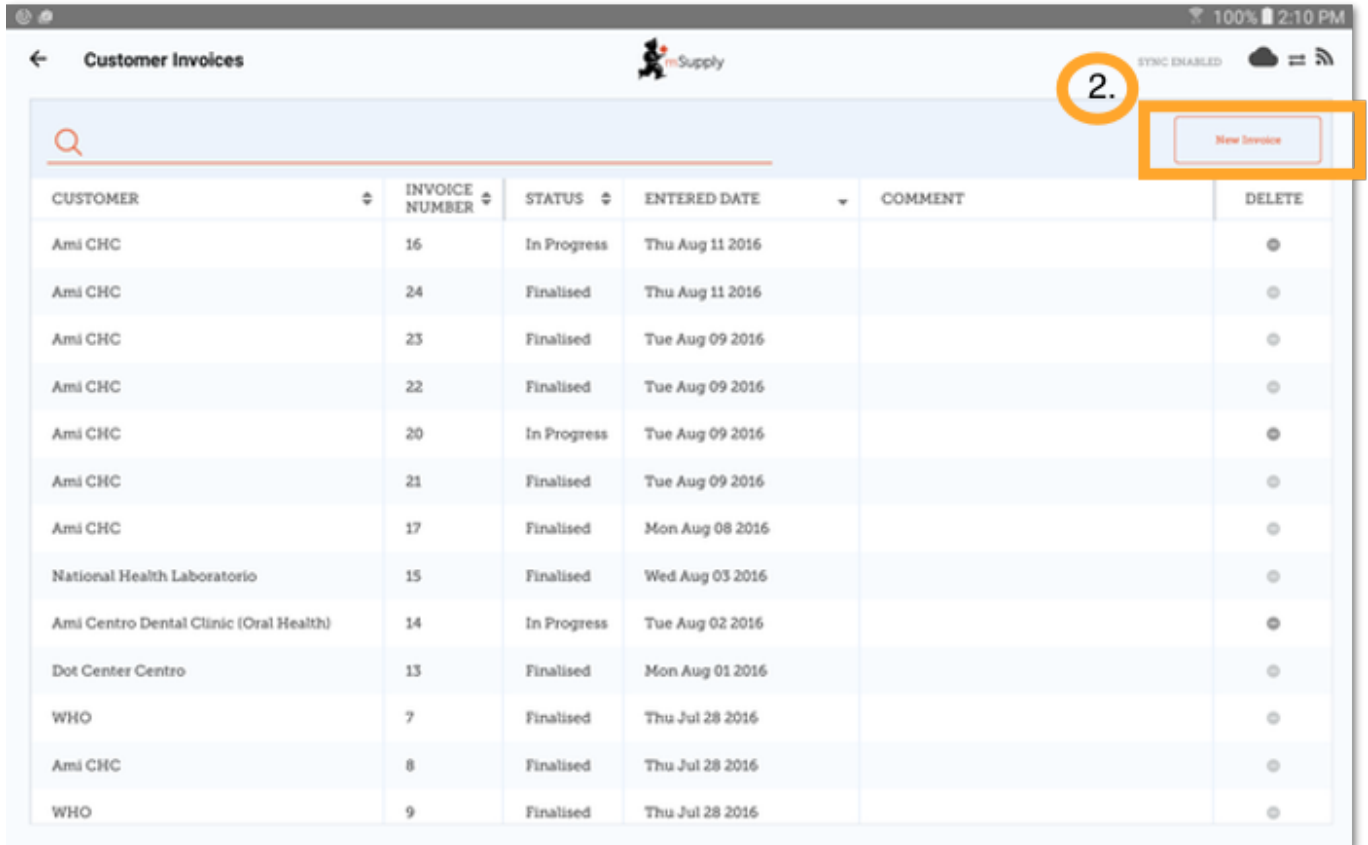 100% 2:10 PM
Customer Invoices mSupply SYNC ENABLED
2.
New Invoice
CUSTOMER INVOICE NUMBER STATUS ENTERED DATE COMMENT DELETE
Ami CHC 16 In Progress Thu Aug 11 2016
Ami CHC 24 Finalised Thu Aug 11 2016
Ami CHC 23 Finalised Tue Aug 09 2016
Ami CHC 22 Finalised Tue Aug 09 2016
Ami CHC 20 In Progress Tue Aug 09 2016
Ami CHC 21 Finalised Tue Aug 09 2016
Ami CHC 17 Finalised Mon Aug 08 2016
National Health Laboratorio 15 Finalised Wed Aug 03 2016
Ami Centro Dental Clinic (Oral Health) 14 In Progress Tue Aug 02 2016
Dot Center Centro 13 Finalised Mon Aug 01 2016
WHO 7 Finalised Thu Jul 28 2016
Ami CHC 8 Finalised Thu Jul 28 2016
WHO 9 Finalised Thu Jul 28 2016